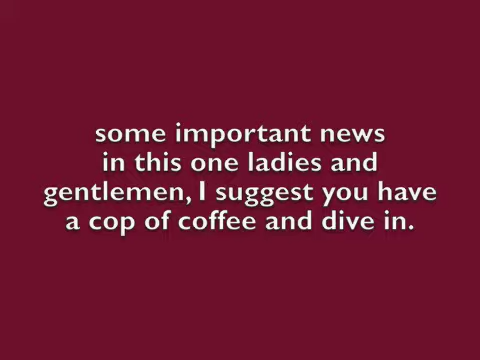 some important news
in this one ladies and
gentlemen, I suggest you have
a cop of coffee and dive in.